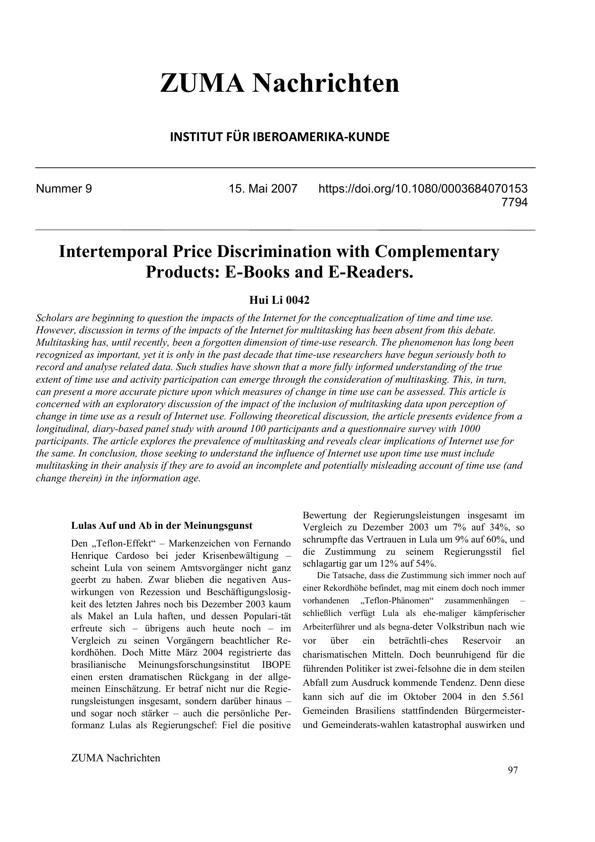 ZUMA Nachrichten
INSTITUT FÜR IBEROAMERIKA-KUNDE
Nummer 9 15. Mai 2007 https://doi.org/10.1080/0003684070153
7794
Intertemporal Price Discrimination with Complementary
Products: E-Books and E-Readers.
Hui Li 0042
Scholars are beginning to question the impacts of the Internet for the conceptualization of time and time use.
However, discussion in terms of the impacts of the Internet for multitasking has been absent from this debate.
Multitasking has, until recently, been a forgotten dimension of time-use research. The phenomenon has long been
recognized as important, yet it is only in the past decade that time-use researchers have begun seriously both to
record and analyse related data. Such studies have shown that a more fully informed understanding of the true
extent of time use and activity participation can emerge through the consideration of multitasking. This, in turn,
can present a more accurate picture upon which measures of change in time use can be assessed. This article is
concerned with an exploratory discussion of the impact of the inclusion of multitasking data upon perception of
change in time use as a result of Internet use. Following theoretical discussion, the article presents evidence from a
longitudinal, diary-based panel study with around 100 participants and a questionnaire survey with 1000
participants. The article explores the prevalence of multitasking and reveals clear implications of Internet use for
the same. In conclusion, those seeking to understand the influence of Internet use upon time use must include
multitasking in their analysis if they are to avoid an incomplete and potentially misleading account of time use (and
change therein) in the information age.
Lulas Auf und Ab in der Meinungsgunst
Den „Teflon-Effekt“ – Markenzeichen von Fernando
Henrique Cardoso bei jeder Krisenbewältigung –
scheint Lula von seinem Amtsvorgänger nicht ganz
geerbt zu haben. Zwar blieben die negativen Aus-
wirkungen von Rezession und Beschäftigungslosig-
keit des letzten Jahres noch bis Dezember 2003 kaum
als Makel an Lula haften, und dessen Populari-tät
erfreute sich – übrigens auch heute noch – im
Vergleich zu seinen Vorgängern beachtlicher Re-
kordhöhen. Doch Mitte März 2004 registrierte das
brasilianische Meinungsforschungsinstitut IBOPE
einen ersten dramatischen Rückgang in der allge-
meinen Einschätzung. Er betraf nicht nur die Regie-
rungsleistungen insgesamt, sondern darüber hinaus –
und sogar noch stärker – auch die persönliche Per-
formanz Lulas als Regierungschef: Fiel die positive
Bewertung der Regierungsleistungen insgesamt im
Vergleich zu Dezember 2003 um 7% auf 34%, so
schrumpfte das Vertrauen in Lula um 9% auf 60%, und
die Zustimmung zu seinem Regierungsstil fiel
schlagartig gar um 12% auf 54%.
Die Tatsache, dass die Zustimmung sich immer noch auf
einer Rekordhöhe befindet, mag mit einem doch noch immer
vorhandenen „Teflon-Phänomen“ zusammenhängen –
schließlich verfügt Lula als ehe-maliger kämpferischer
Arbeiterführer und als begna-deter Volkstribun nach wie
vor über ein beträchtli-ches Reservoir an
charismatischen Mitteln. Doch beunruhigend für die
führenden Politiker ist zwei-felsohne die in dem steilen
Abfall zum Ausdruck kommende Tendenz. Denn diese
kann sich auf die im Oktober 2004 in den 5.561
Gemeinden Brasiliens stattfindenden Bürgermeister-
und Gemeinderats-wahlen katastrophal auswirken und
ZUMA Nachrichten
97